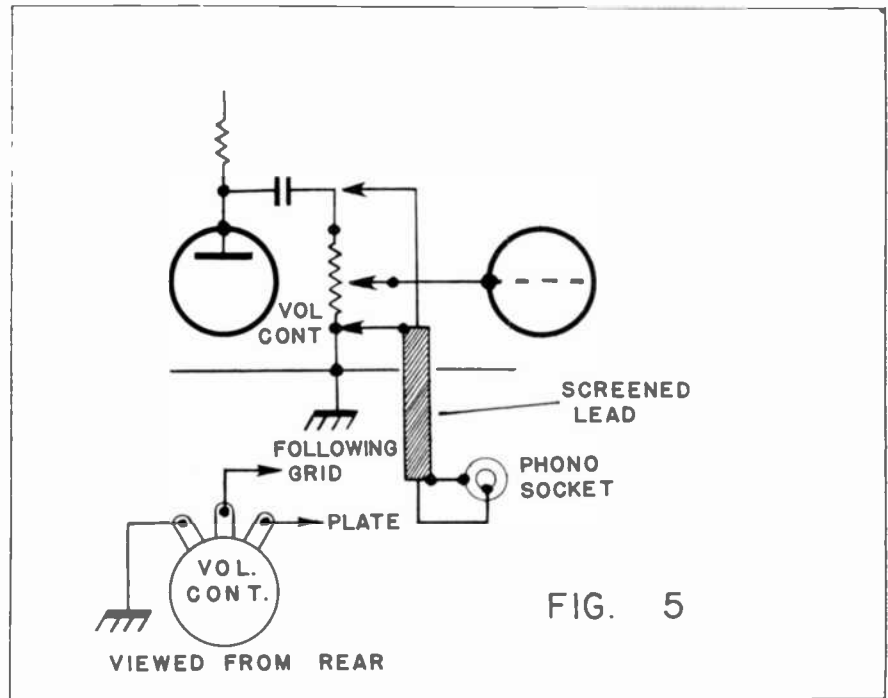 VOL
CONT
SCREENED
LEAD
FOLLOWING
GRID
PHONO
SOCKET
PLATE
VOL.
CONT.
FIG. 5
VIEWED FROM REAR